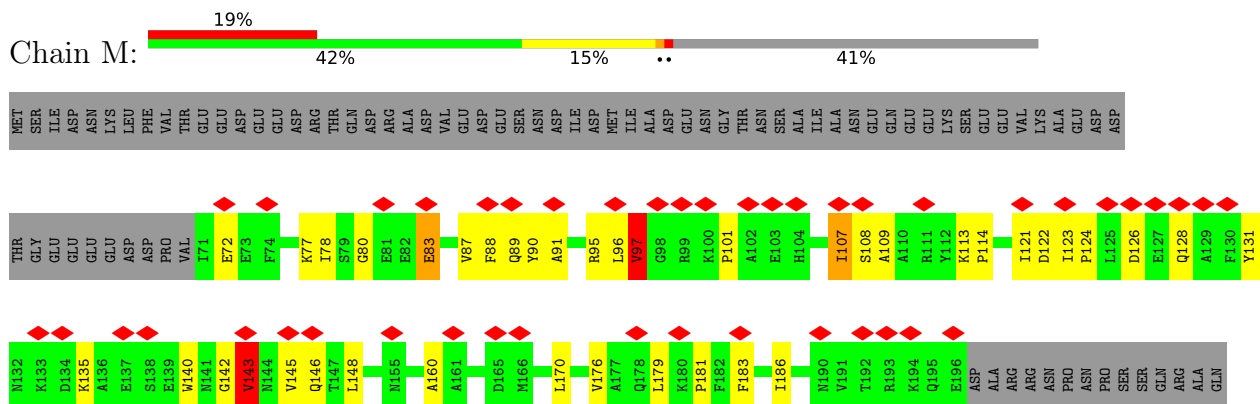 19%
Chain M:
42% 15% •• 41%
MET SER ILE ASP ASN LYS LEU PHE VAL THR GLU GLU ASP GLU GLU ASP ARG THR GLN ASP ARG ALA ASP VAL GLU ASP GLU SER ASN ASP ILE ASP MET ILE ALA ASP GLU ASN GLY THR ASN SER ALA ILE ALA ASN GLU GLN GLU GLU LYS SER GLU GLU VAL LYS ALA GLU ASP ASP
THR GLY GLU GLU GLU GLU ASP ASP PRO VAL I71 E72 E73 F74 K77 I78 S79 G80 E81 E82 E83 V87 F88 Q89 Y90 A91 R95 L96 V97 G98 R99 K100 P101 A102 E103 H104 I107 S108 A109 A110 R111 Y112 K113 P114 I121 D122 I123 P124 L125 D126 E127 Q128 A129 F130 Y131
N132 K133 D134 K135 A136 E137 S138 E139 W140 N141 G142 V143 N144 V145 Q146 T147 L148 N155 A160 A161 D165 M166 L170 V176 A177 Q178 L179 K180 P181 F182 F183 I186 N190 V191 T192 R193 K194 Q195 E196 ASP ALA ARG ARG ASN PRO ASN PRO SER SER GLN ARG ALA GLN